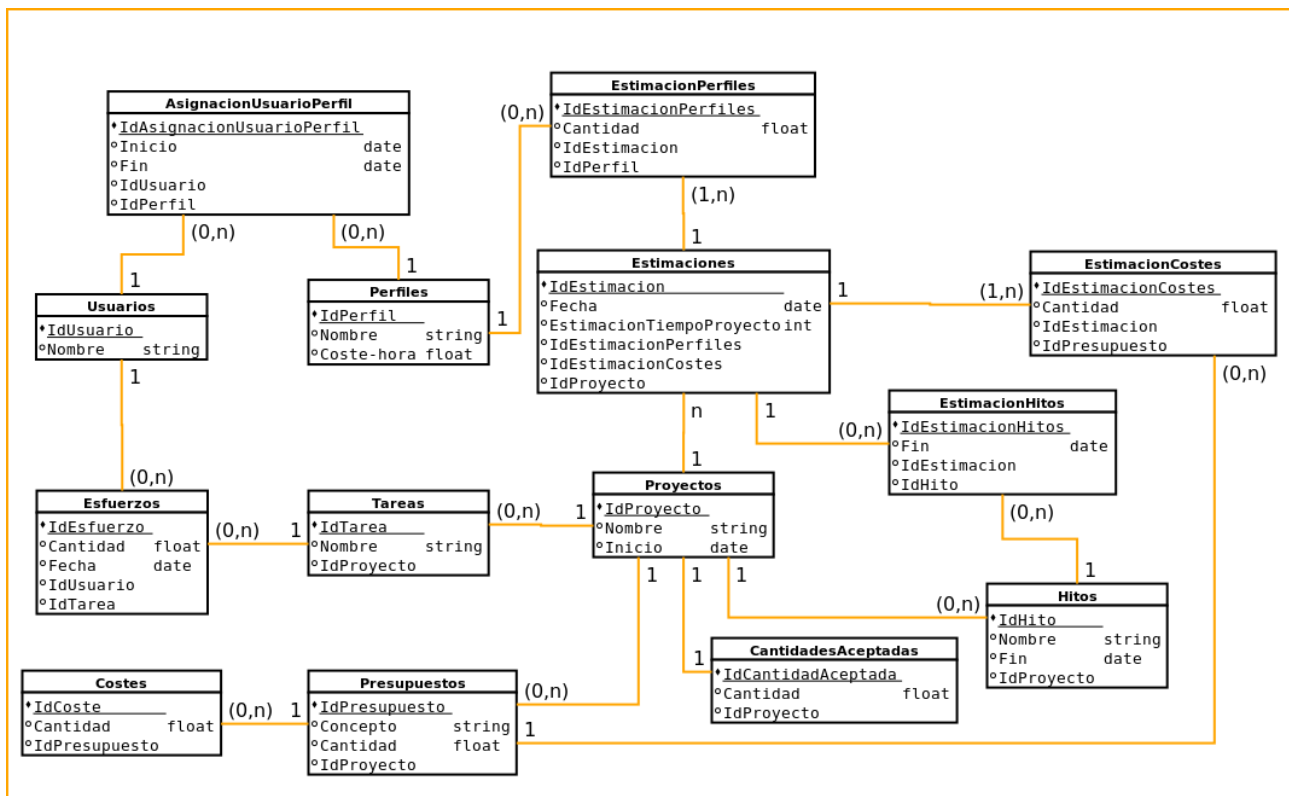 AsignacionUsuarioPerfil
IdAsignacionUsuarioPerfil
Inicio date
Fin date
IdUsuario
IdPerfil
(0,n)
(0,n)
1
1
EstimacionPerfiles
IdEstimacionPerfiles
Cantidad float
IdEstimacion
IdPerfil
(0,n)
(1,n)
1
1
Usuarios
IdUsuario
Nombre string
1
(0,n)
Perfiles
IdPerfil
Nombre string
Coste-hora float
Estimaciones
IdEstimacion
Fecha date
EstimacionTiempoProyecto int
IdEstimacionPerfiles
IdEstimacionCostes
IdProyecto
1
(1,n)
n
1
1
(0,n)
EstimacionCostes
IdEstimacionCostes
Cantidad float
IdEstimacion
IdPresupuesto
(0,n)
EstimacionHitos
IdEstimacionHitos
Fin date
IdEstimacion
IdHito
(0,n)
1
Esfuerzos
IdEsfuerzo
Cantidad float
Fecha date
IdUsuario
IdTarea
(0,n)
1
Tareas
IdTarea
Nombre string
IdProyecto
(0,n)
1
Proyectos
IdProyecto
Nombre string
Inicio date
1
1
1
(0,n)
Hitos
IdHito
Nombre string
Fin date
IdProyecto
CantidadesAceptadas
IdCantidadAceptada
Cantidad float
IdProyecto
1
Costes
IdCoste
Cantidad float
IdPresupuesto
(0,n)
1
Presupuestos
IdPresupuesto
Concepto string
Cantidad float
IdProyecto
(0,n)
1